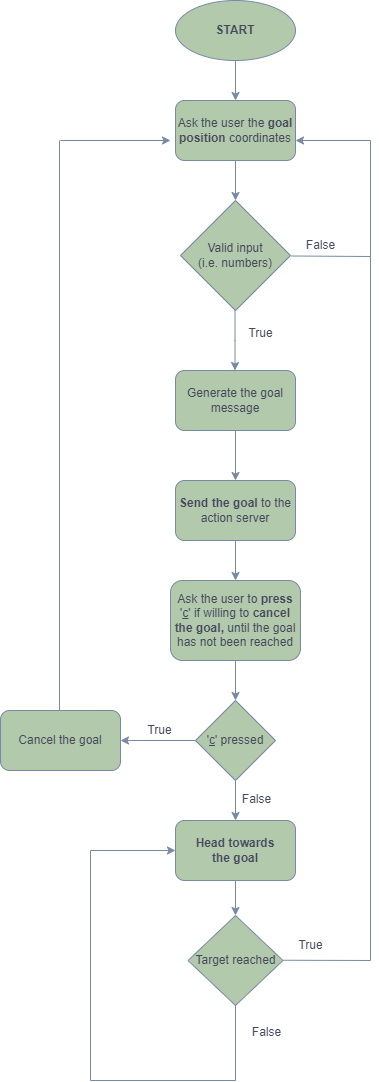 START
Ask the user the goal
position coordinates
Valid input
(i.e. numbers)
False
True
Generate the goal
message
Send the goal to the
action server
Ask the user to press
'c' if willing to cancel
the goal, until the goal
has not been reached
'c' pressed
True
Cancel the goal
False
Head towards
the goal
Target reached
True
False